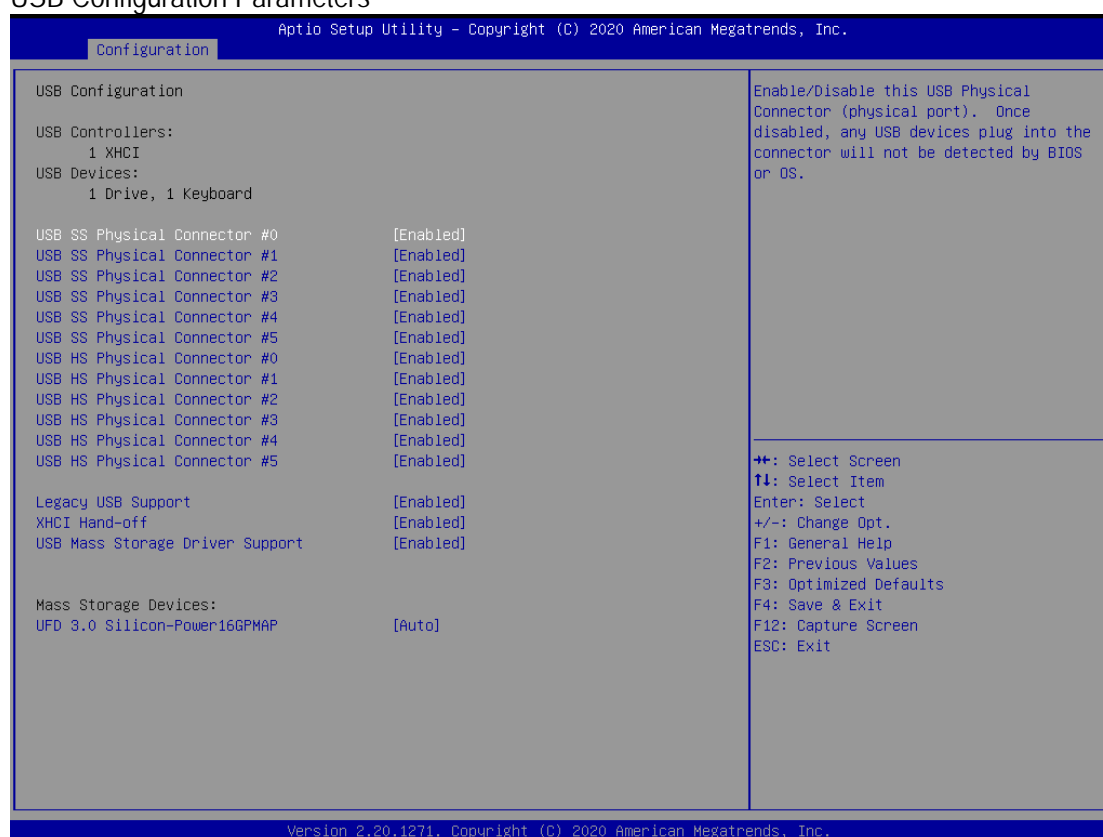 USB Configuration Parameters
Aptio Setup Utility – Copyright (C) 2020 American Megatrends, Inc.
Configuration
USB Configuration
USB Controllers:
1 XHCI
USB Devices:
1 Drive, 1 Keyboard
USB SS Physical Connector #0 [Enabled]
USB SS Physical Connector #1 [Enabled]
USB SS Physical Connector #2 [Enabled]
USB SS Physical Connector #3 [Enabled]
USB SS Physical Connector #4 [Enabled]
USB SS Physical Connector #5 [Enabled]
USB HS Physical Connector #0 [Enabled]
USB HS Physical Connector #1 [Enabled]
USB HS Physical Connector #2 [Enabled]
USB HS Physical Connector #3 [Enabled]
USB HS Physical Connector #4 [Enabled]
USB HS Physical Connector #5 [Enabled]
Legacy USB Support [Enabled]
XHCI Hand-off [Enabled]
USB Mass Storage Driver Support [Enabled]
Mass Storage Devices:
UFD 3.0 Silicon-Power16GPMAP [Auto]
Enable/Disable this USB Physical
Connector (physical port). Once
disabled, any USB devices plug into the
connector will not be detected by BIOS
or OS.
→←: Select Screen
↑↓: Select Item
Enter: Select
+/-: Change Opt.
F1: General Help
F2: Previous Values
F3: Optimized Defaults
F4: Save & Exit
F12: Capture Screen
ESC: Exit
Version 2.20.1271. Copyright (C) 2020 American Megatrends, Inc.